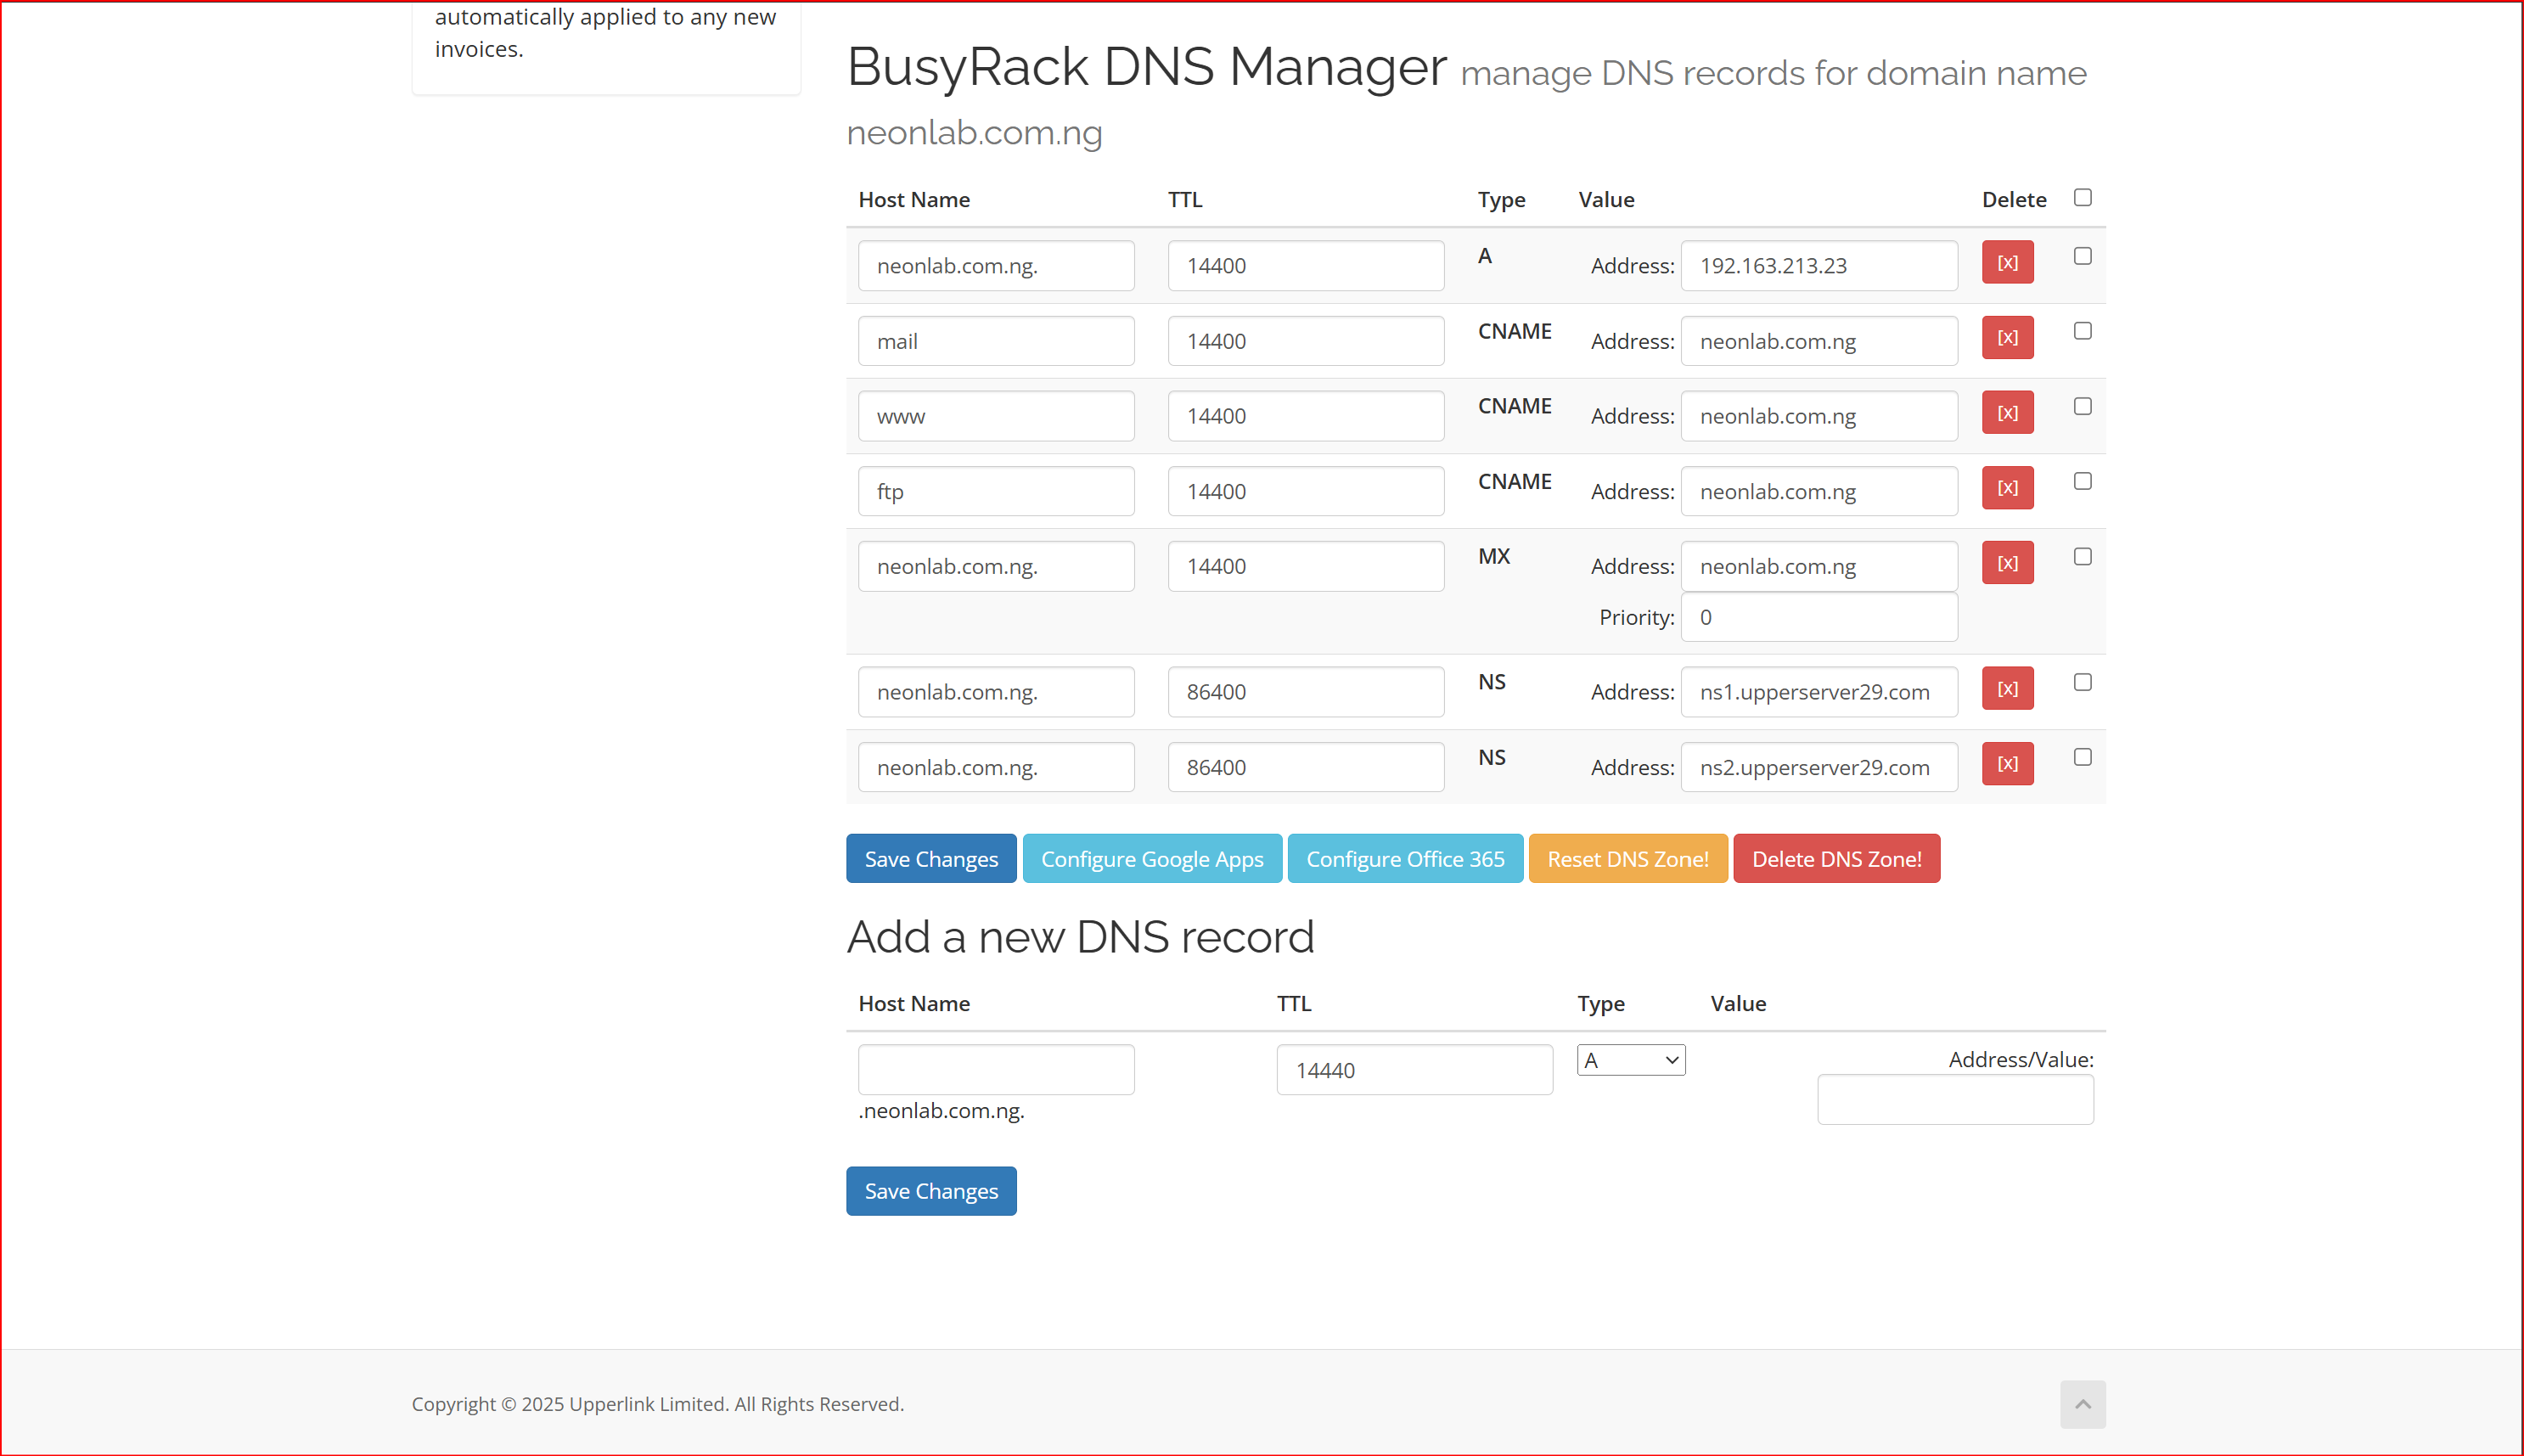 automatically applied to any new
invoices.
BusyRack DNS Manager manage DNS records for domain name
neonlab.com.ng
Host Name TTL Type Value Delete
neonlab.com.ng. 14400 A Address: 192.163.213.23 [x]
mail 14400 CNAME Address: neonlab.com.ng [x]
www 14400 CNAME Address: neonlab.com.ng [x]
ftp 14400 CNAME Address: neonlab.com.ng [x]
neonlab.com.ng. 14400 MX Address: neonlab.com.ng [x]
Priority: 0
neonlab.com.ng. 86400 NS Address: ns1.upperserver29.com [x]
neonlab.com.ng. 86400 NS Address: ns2.upperserver29.com [x]
Save Changes Configure Google Apps Configure Office 365 Reset DNS Zone! Delete DNS Zone!
Add a new DNS record
Host Name TTL Type Value
14440 A Address/Value:
.neonlab.com.ng.
Save Changes
Copyright © 2025 Upperlink Limited. All Rights Reserved.